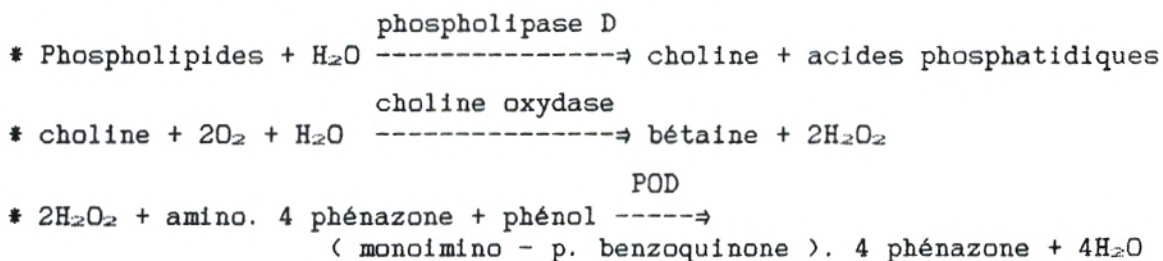 phospholipase D
* Phospholipides + H₂O ---------------⇒ choline + acides phosphatidiques
choline oxydase
* choline + 2O₂ + H₂O ---------------⇒ bétaine + 2H₂O₂
POD
* 2H₂O₂ + amino. 4 phénazone + phénol -----⇒
( monoimino - p. benzoquinone ). 4 phénazone + 4H₂O